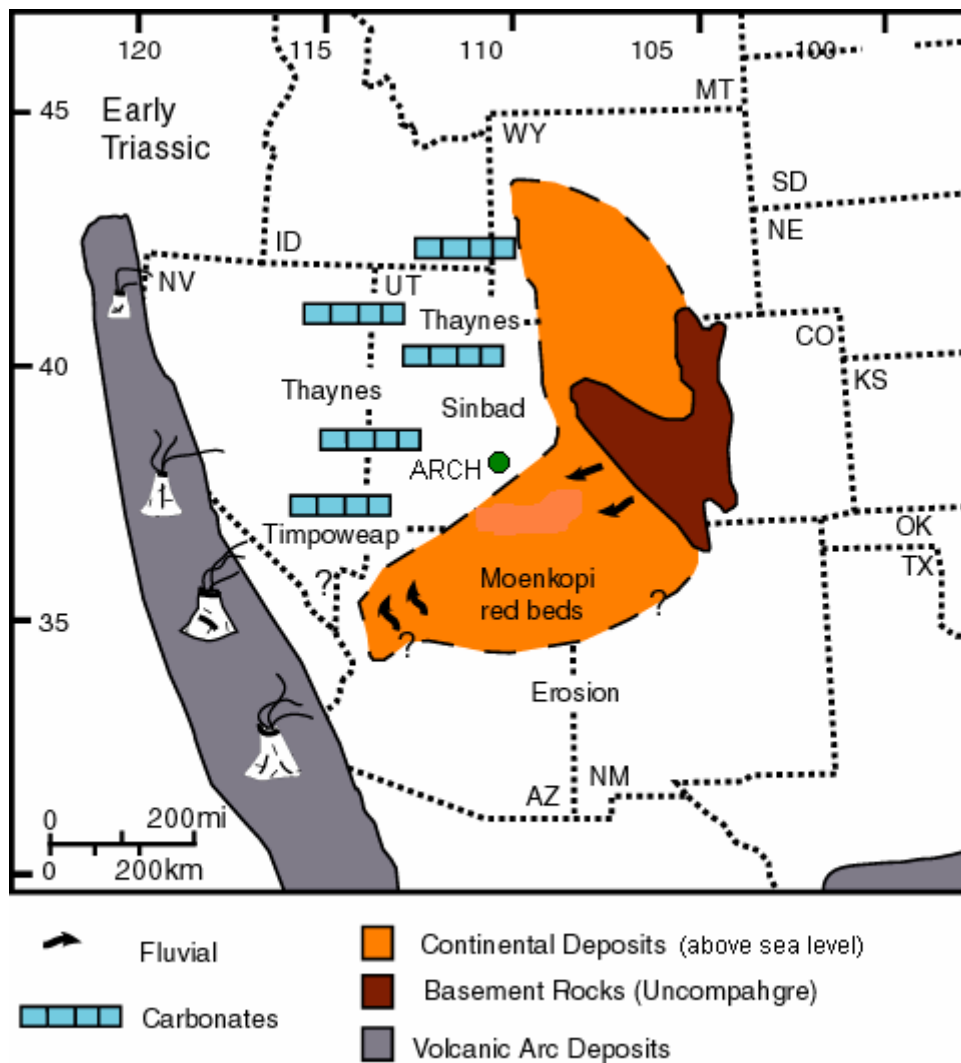 120 115 110 105 100
45
Early
Triassic
MT
WY
SD
NE
ID
NV
UT
Thaynes
CO
40
KS
Thaynes
Sinbad
ARCH
Timpoweap
OK
TX
?
Moenkopi
red beds
?
35
?
Erosion
AZ
NM
0 200mi
0 200km
Fluvial
Carbonates
Continental Deposits (above sea level)
Basement Rocks (Uncompahgre)
Volcanic Arc Deposits